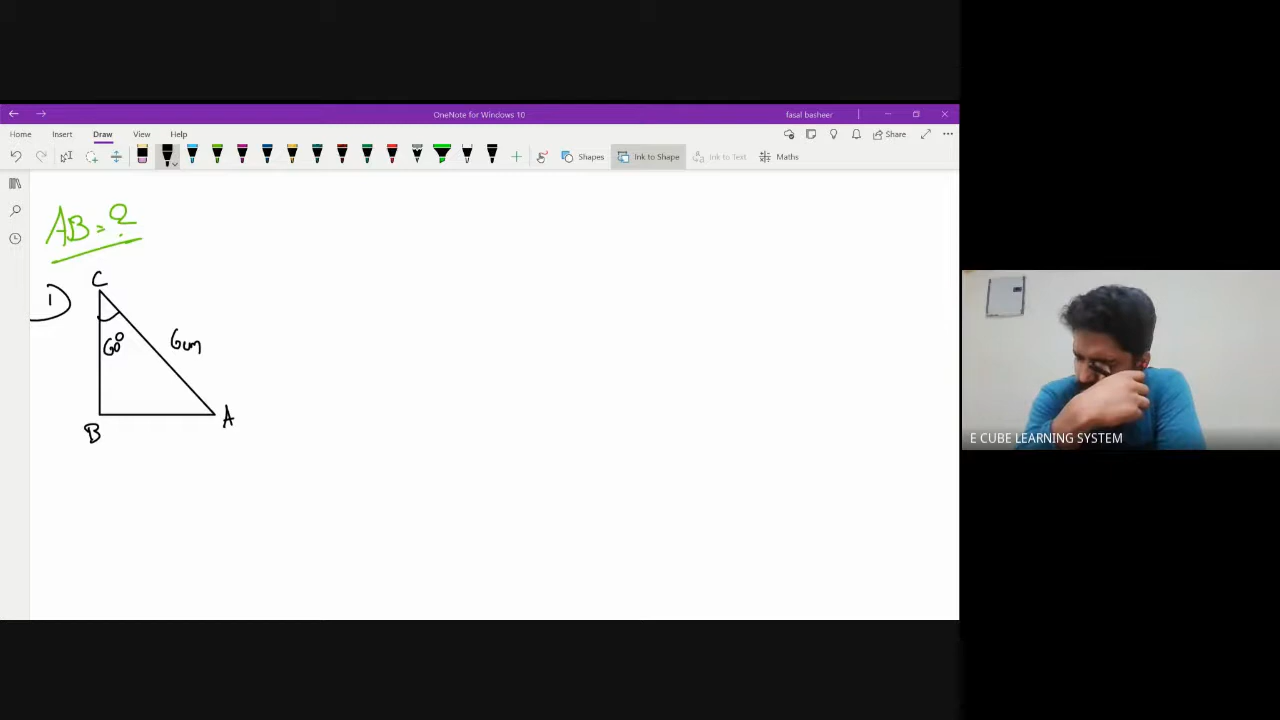 OneNote for Windows 10
fasal basheer
Home Insert Draw View Help
Share
Shapes
Ink to Shape
Ink to Text
Maths
AB = ?
1)
C
60°
6cm
B
A
E CUBE LEARNING SYSTEM